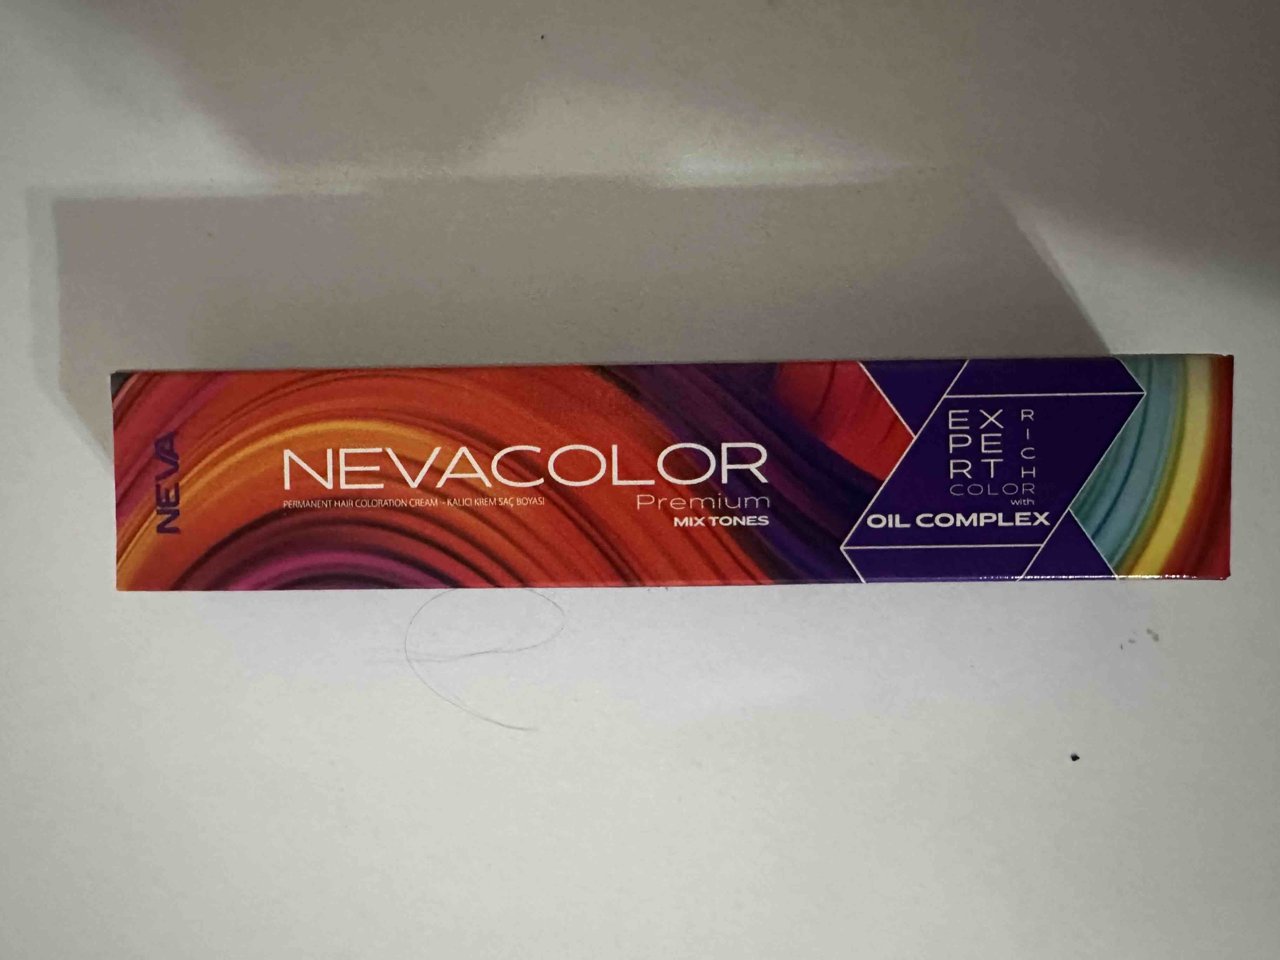 NEVA
NEVACOLOR
PERMANENT HAIR COLORATION CREAM - KALICI KREM SAÇ BOYASI
Premium
MIX TONES
EXPERT
RICH
COLOR
with
OIL COMPLEX